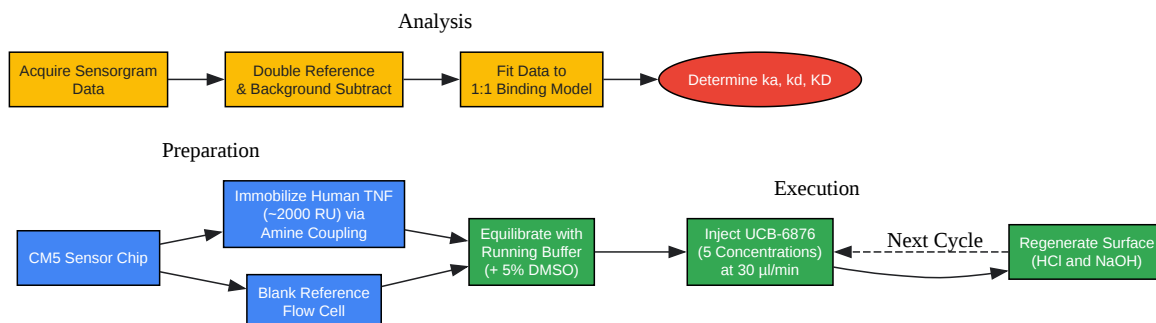 Analysis
Acquire Sensorgram
Data
Double Reference
& Background Subtract
Fit Data to
1:1 Binding Model
Determine ka, kd, KD
Preparation
Execution
CM5 Sensor Chip
Immobilize Human TNF
(~2000 RU) via
Amine Coupling
Blank Reference
Flow Cell
Equilibrate with
Running Buffer
(+ 5% DMSO)
Inject UCB-6876
(5 Concentrations)
at 30 µl/min
Next Cycle
Regenerate Surface
(HCl and NaOH)